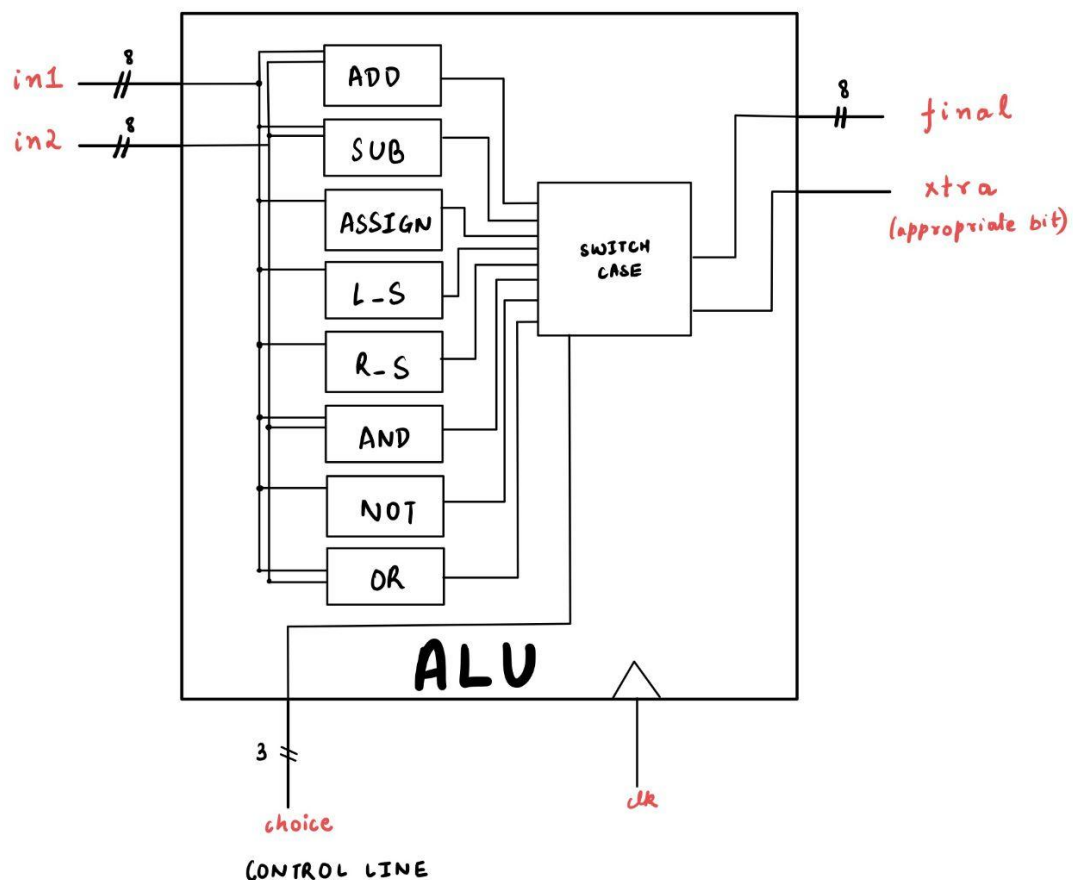 8
in1
8
in2
ADD
SUB
ASSIGN
L_S
R_S
AND
NOT
OR
SWITCH
CASE
8
final
xtra
(appropriate bit)
ALU
3
choice
CONTROL LINE
clk